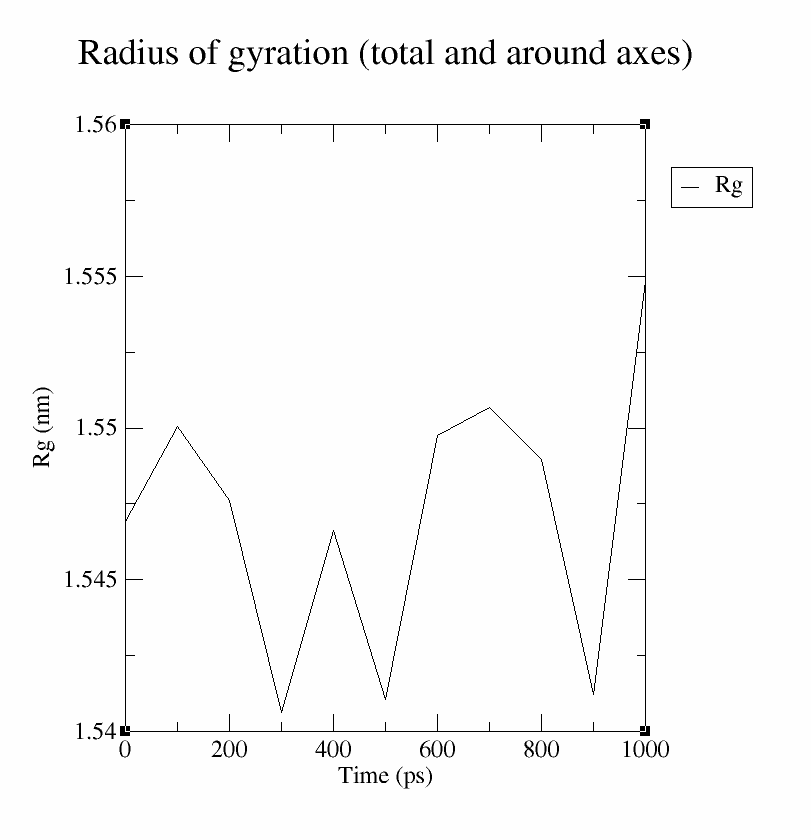 Radius of gyration (total and around axes)
1.56
Rg
1.555
1.55
Rg (nm)
1.545
1.54
0 200 400 600 800 1000
Time (ps)